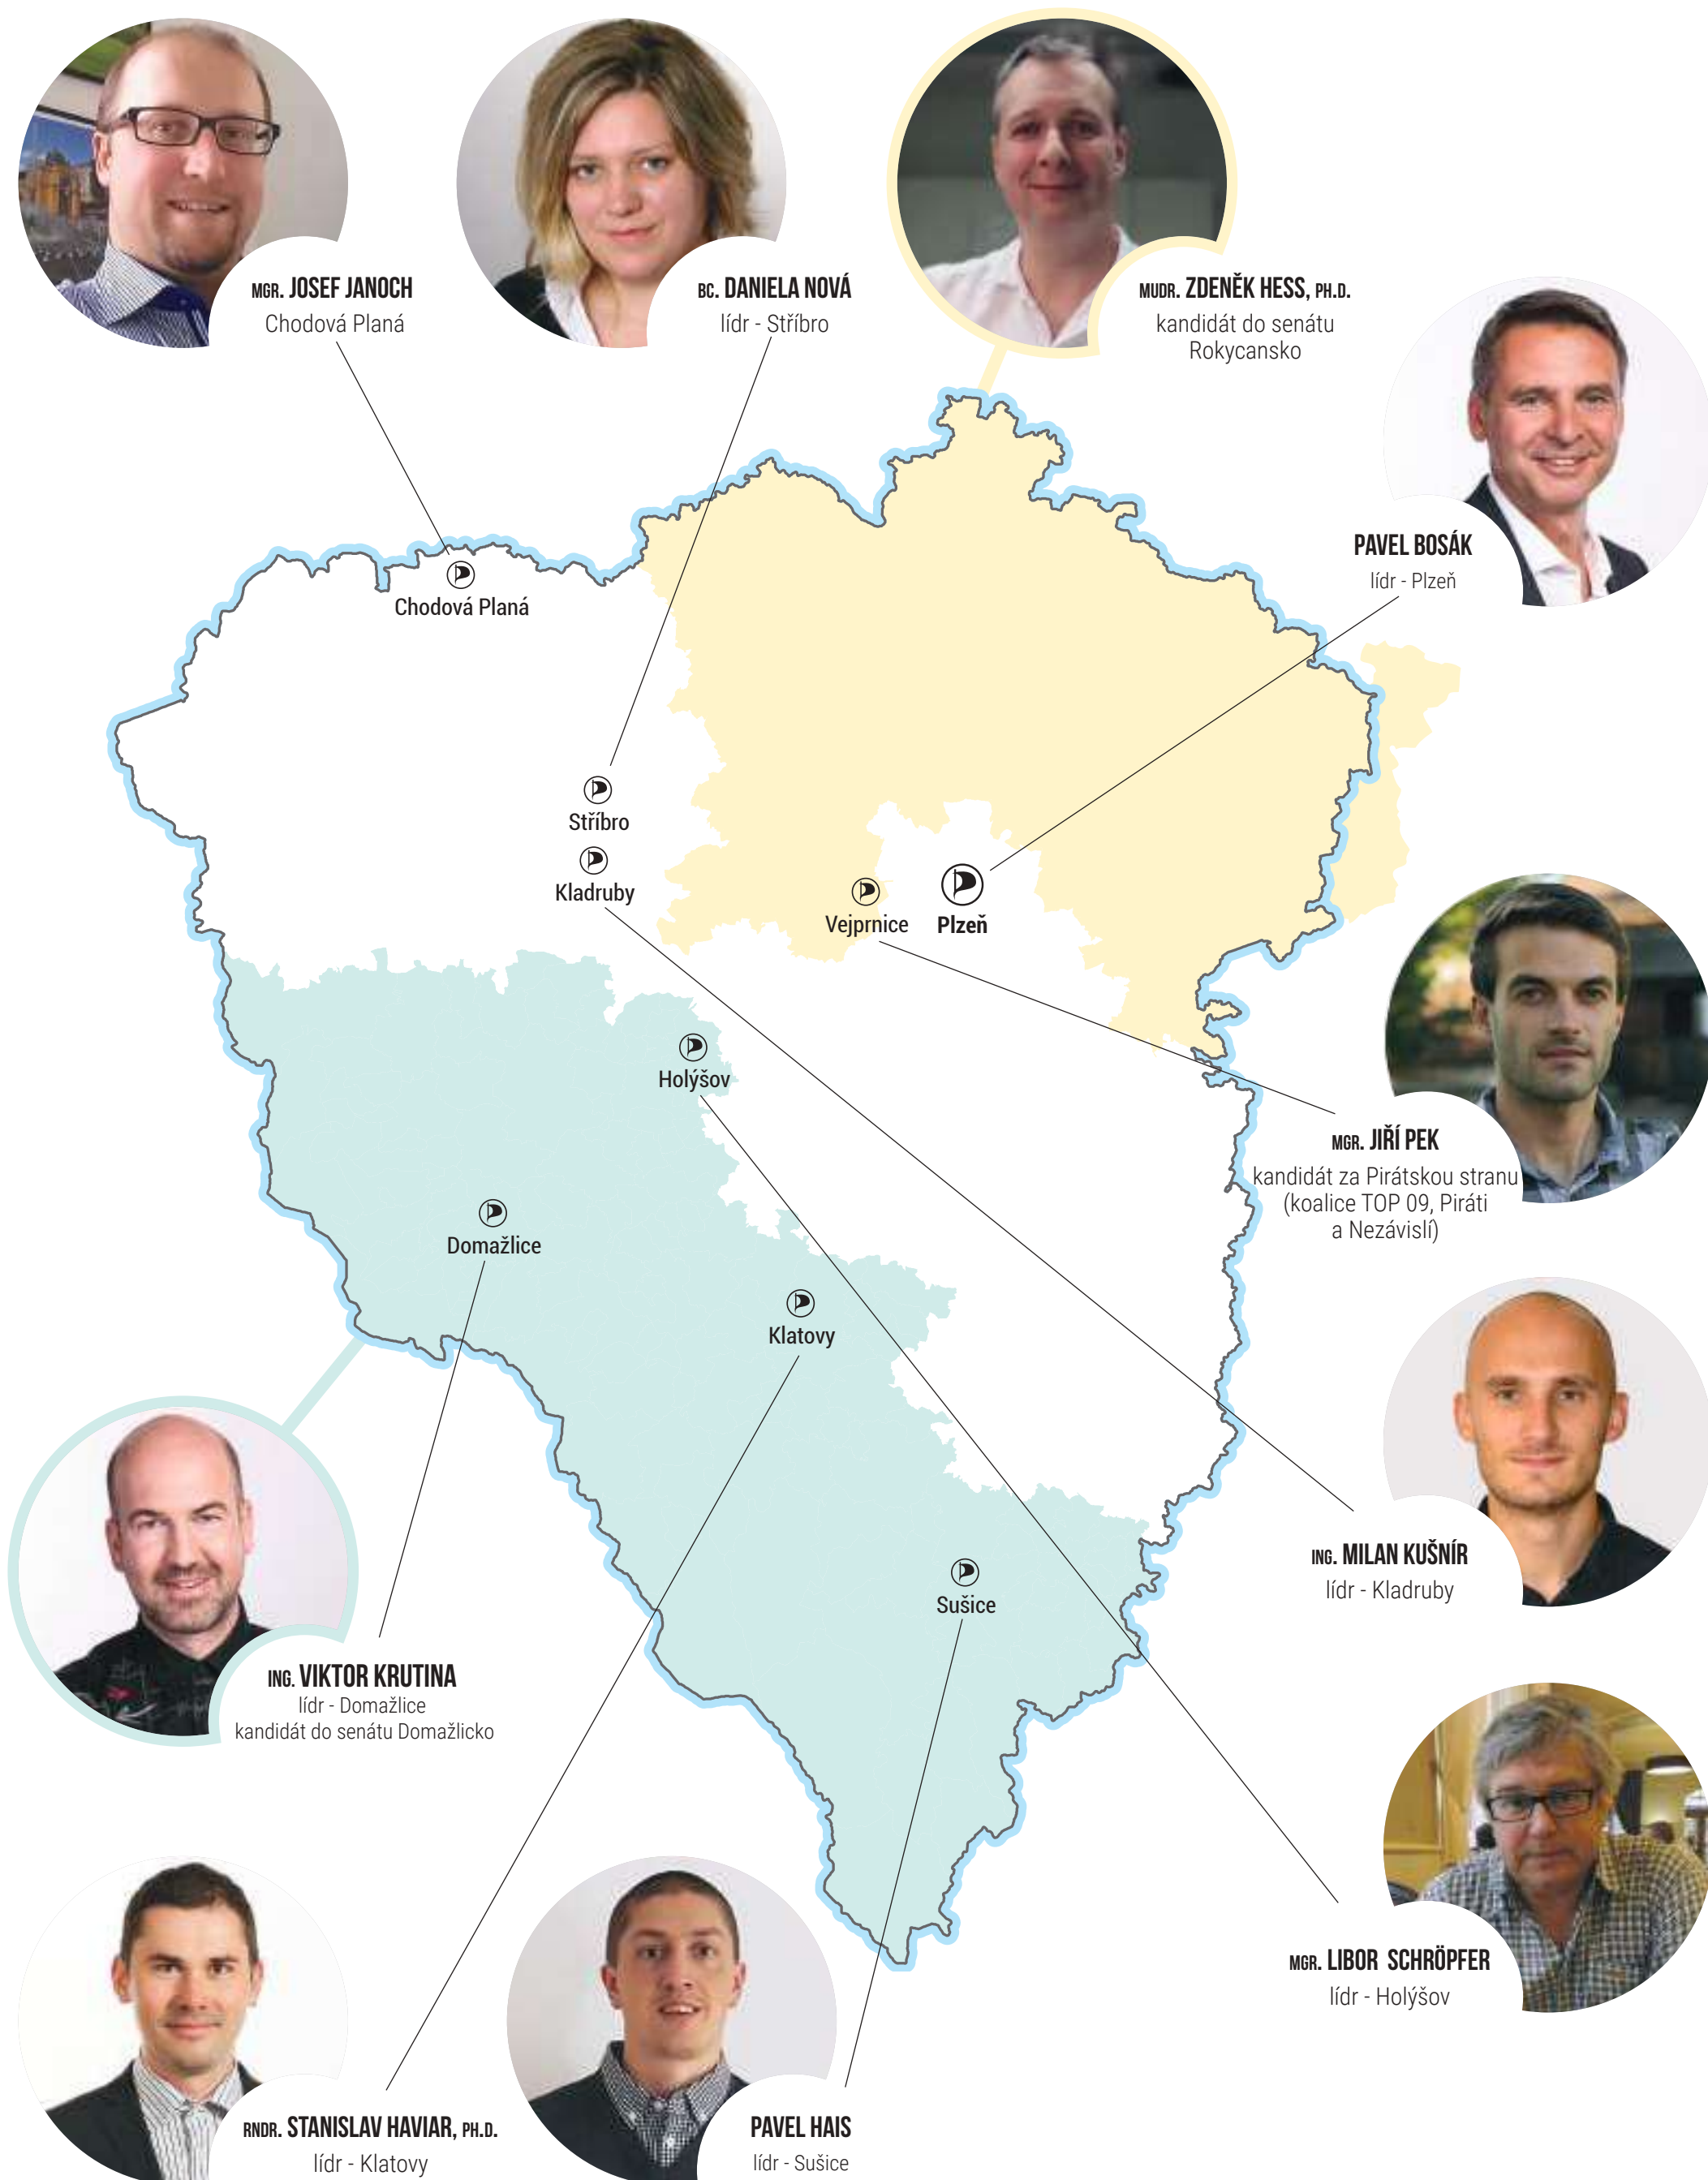 MGR. JOSEF JANOCH
Chodová Planá
BC. DANIELA NOVÁ
lídr - Stříbro
MUDR. ZDENĚK HESS, PH.D.
kandidát do senátu
Rokycansko
PAVEL BOSÁK
lídr - Plzeň
Chodová Planá
Stříbro
Kladruby
Vejprnice
Plzeň
Holýšov
MGR. JIŘÍ PEK
kandidát za Pirátskou stranu
(koalice TOP 09, Piráti
a Nezávislí)
Domažlice
Klatovy
ING. MILAN KUŠNÍR
lídr - Kladruby
Sušice
ING. VIKTOR KRUTINA
lídr - Domažlice
kandidát do senátu Domažlicko
MGR. LIBOR SCHRÖPFER
lídr - Holýšov
RNDR. STANISLAV HAVIAR, PH.D.
lídr - Klatovy
PAVEL HAIS
lídr - Sušice